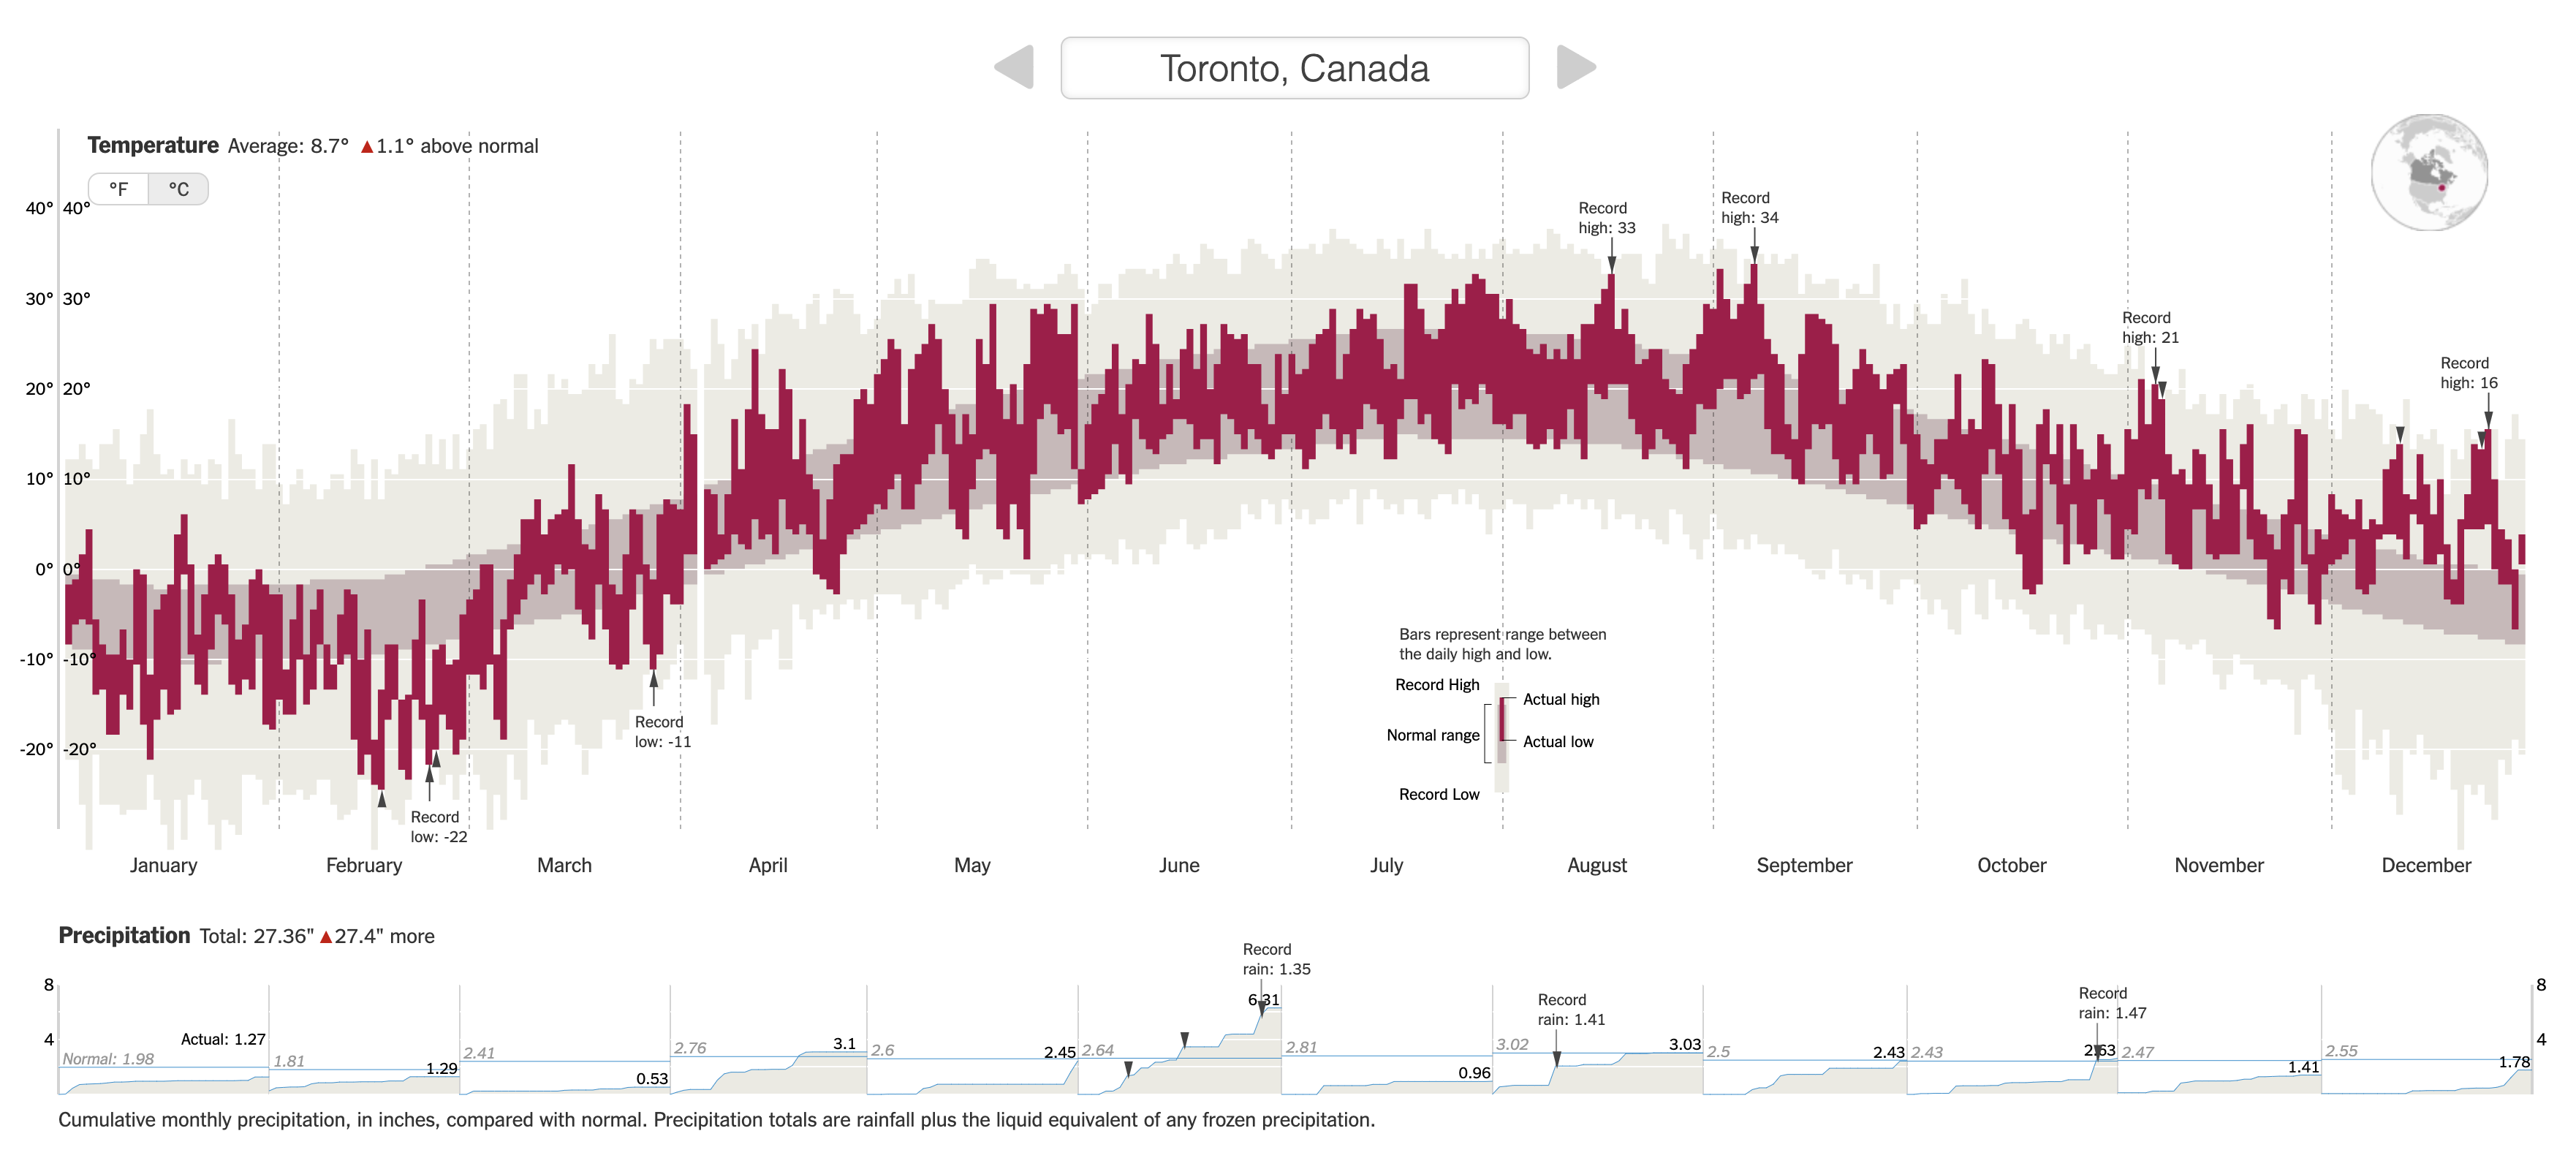 Toronto, Canada
Temperature Average: 8.7° ▲1.1° above normal
°F °C
40° 40°
30° 30°
20° 20°
10° 10°
0° 0°
-10° -10°
-20° -20°
Record
low: -22
Record
low: -11
Record
high: 33
Record
high: 34
Record
high: 21
Record
high: 16
Bars represent range between
the daily high and low.
Record High
Actual high
Normal range
Actual low
Record Low
January February March April May June July August September October November December
Precipitation Total: 27.36" ▲27.4" more
8 8
4 4
Normal: 1.98
Actual: 1.27
1.81
1.29
2.41
0.53
2.76
3.1
2.6
2.45
2.64
Record
rain: 1.35
6.31
2.81
0.96
3.02
Record
rain: 1.41
3.03
2.5
2.43
2.43
Record
rain: 1.47
2.63
2.47
1.41
2.55
1.78
Cumulative monthly precipitation, in inches, compared with normal. Precipitation totals are rainfall plus the liquid equivalent of any frozen precipitation.